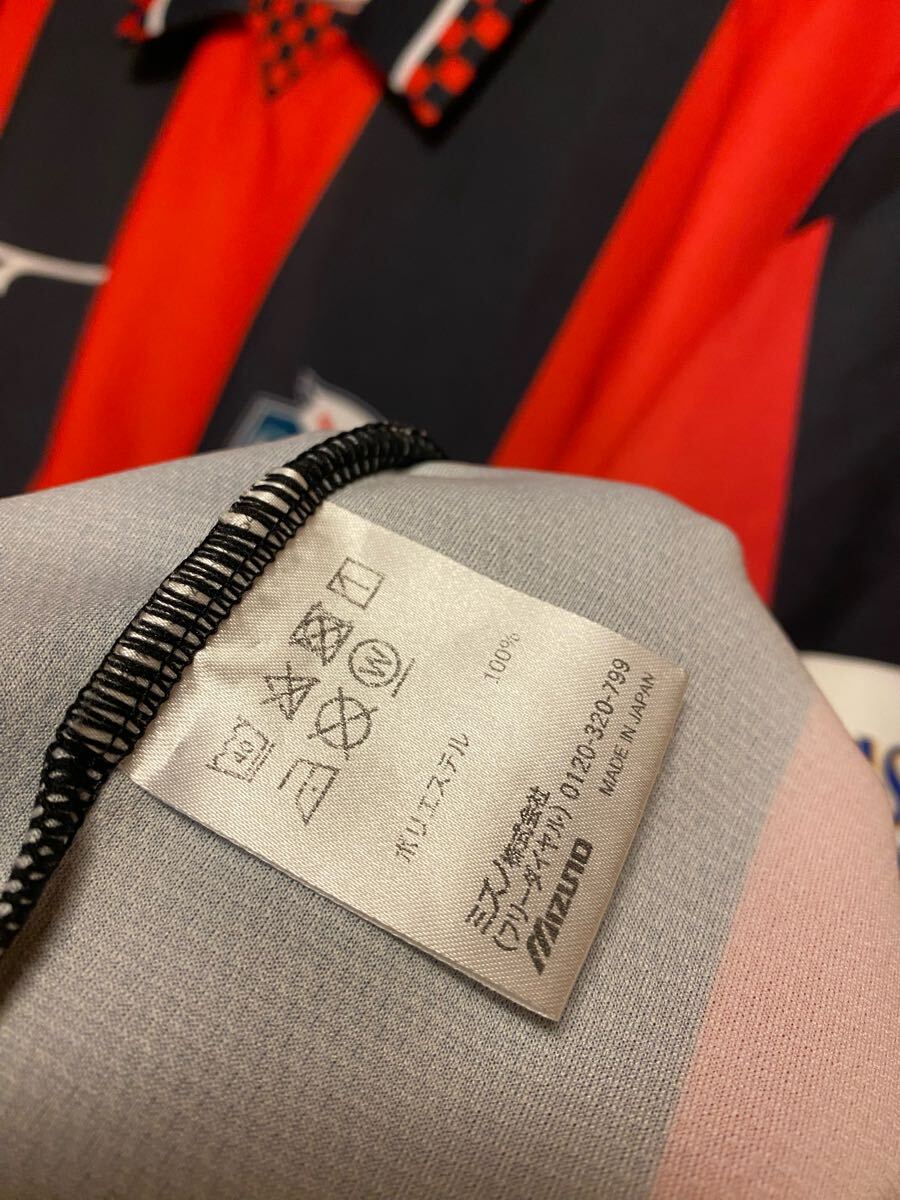 40
W
ポリエステル 100%
ミズノ株式会社
(フリーダイヤル) 0120-320-799
Mizuno MADE IN JAPAN